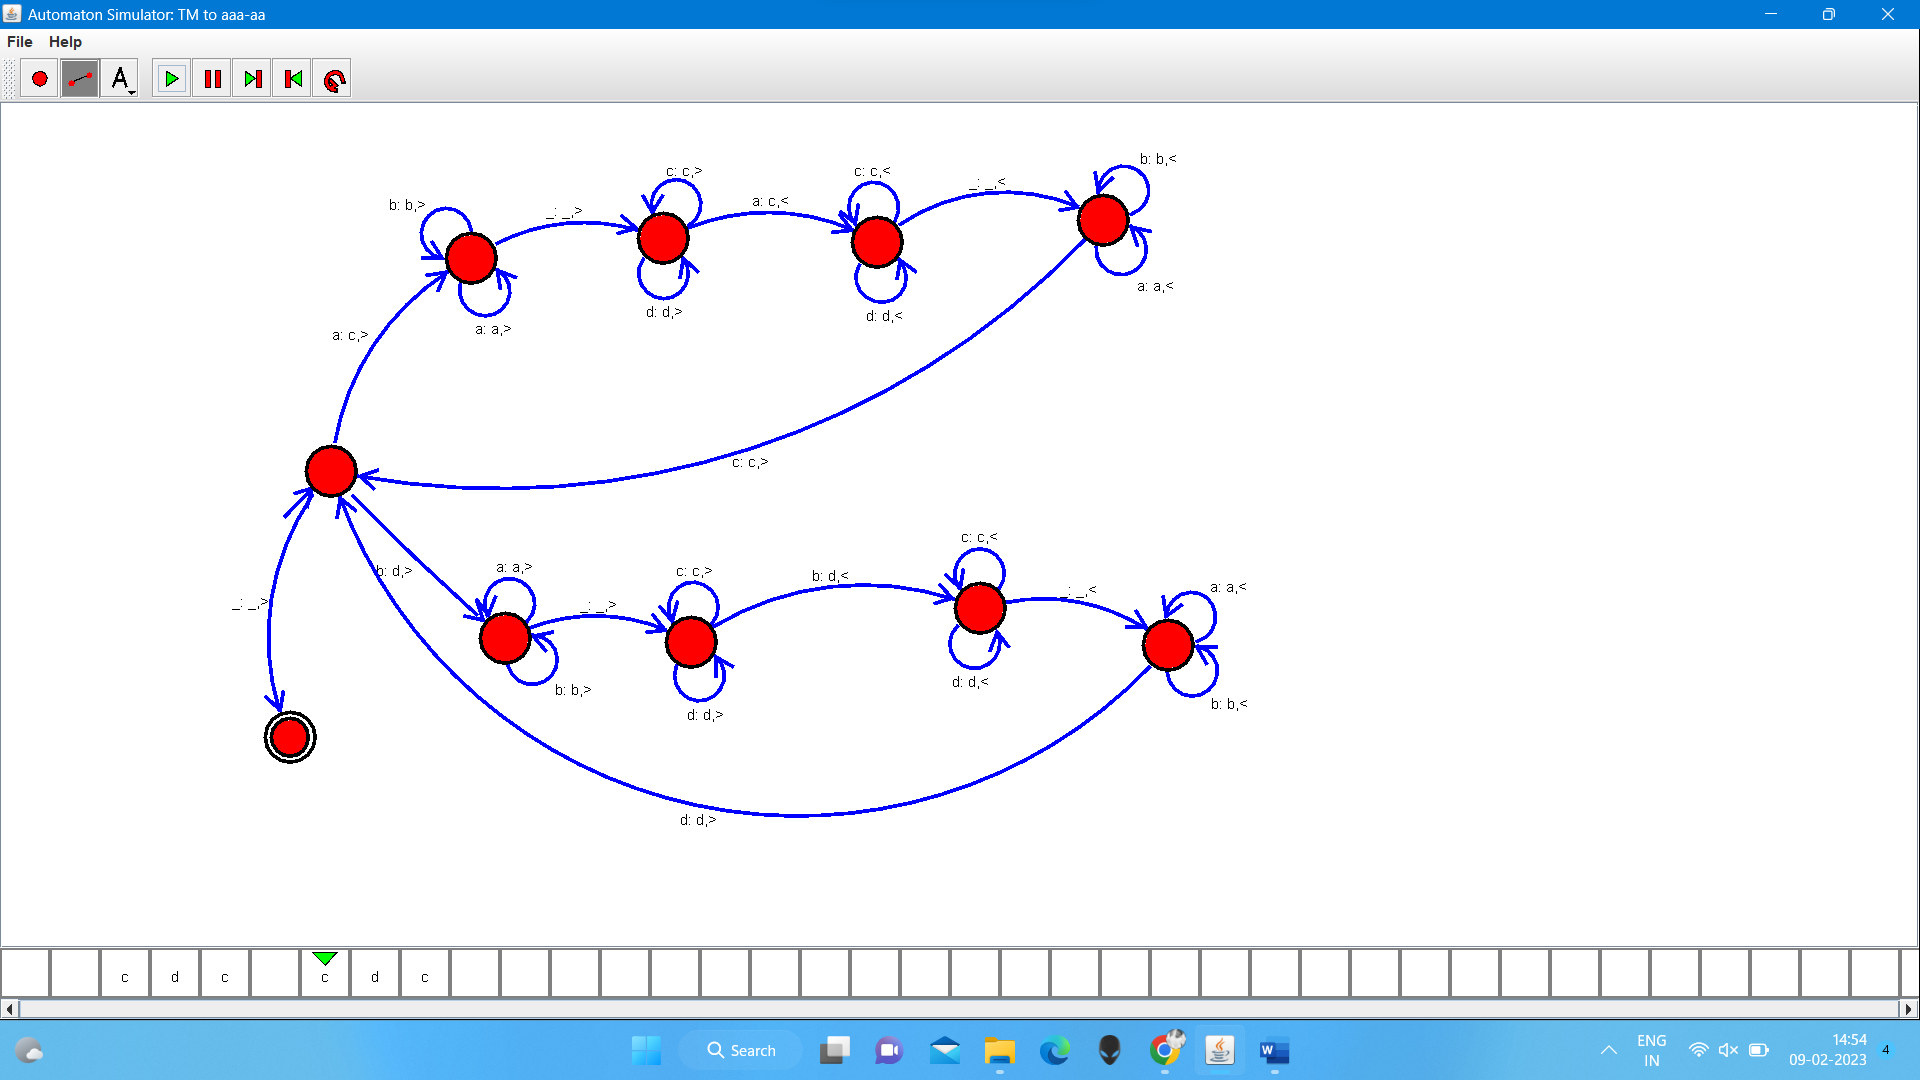 Automaton Simulator: TM to aaa-aa
File Help
A
b: b,>
_: _,>
c: c,>
a: c,<
c: c,<
_: _,<
b: b,<
a: a,>
d: d,>
d: d,<
a: a,<
a: c,>
c: c,>
b: d,>
_: _,>
a: a,>
_: _,>
c: c,>
b: d,<
c: c,<
_: _,<
a: a,<
b: b,>
d: d,>
d: d,<
b: b,<
d: d,>
c d c c d c
Search
W
ENG
IN
14:54
09-02-2023
4